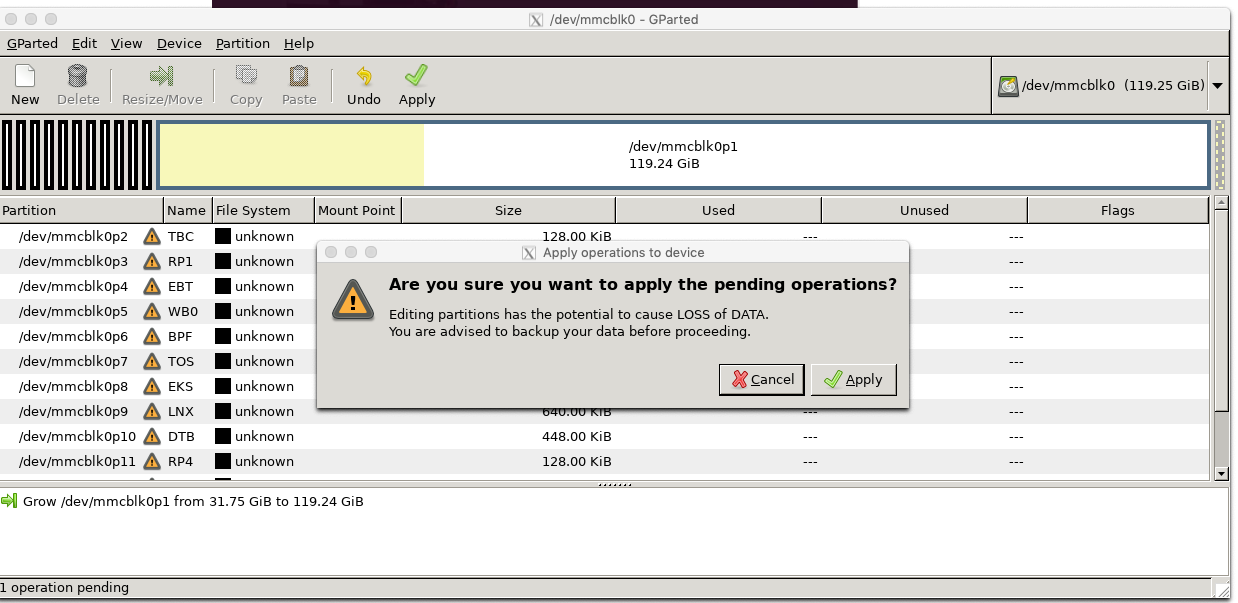 /dev/mmcblk0 - GParted
GParted Edit View Device Partition Help
New Delete Resize/Move Copy Paste Undo Apply /dev/mmcblk0 (119.25 GiB)
/dev/mmcblk0p1
119.24 GiB
Partition Name File System Mount Point Size Used Unused Flags
/dev/mmcblk0p2 TBC unknown 128.00 KiB --- ---
/dev/mmcblk0p3 RP1 unknown ---
/dev/mmcblk0p4 EBT unknown ---
/dev/mmcblk0p5 WB0 unknown ---
/dev/mmcblk0p6 BPF unknown ---
/dev/mmcblk0p7 TOS unknown ---
/dev/mmcblk0p8 EKS unknown ---
/dev/mmcblk0p9 LNX unknown 640.00 KiB --- ---
/dev/mmcblk0p10 DTB unknown 448.00 KiB --- ---
/dev/mmcblk0p11 RP4 unknown 128.00 KiB --- ---
Apply operations to device
Are you sure you want to apply the pending operations?
Editing partitions has the potential to cause LOSS of DATA.
You are advised to backup your data before proceeding.
Cancel Apply
Grow /dev/mmcblk0p1 from 31.75 GiB to 119.24 GiB
1 operation pending